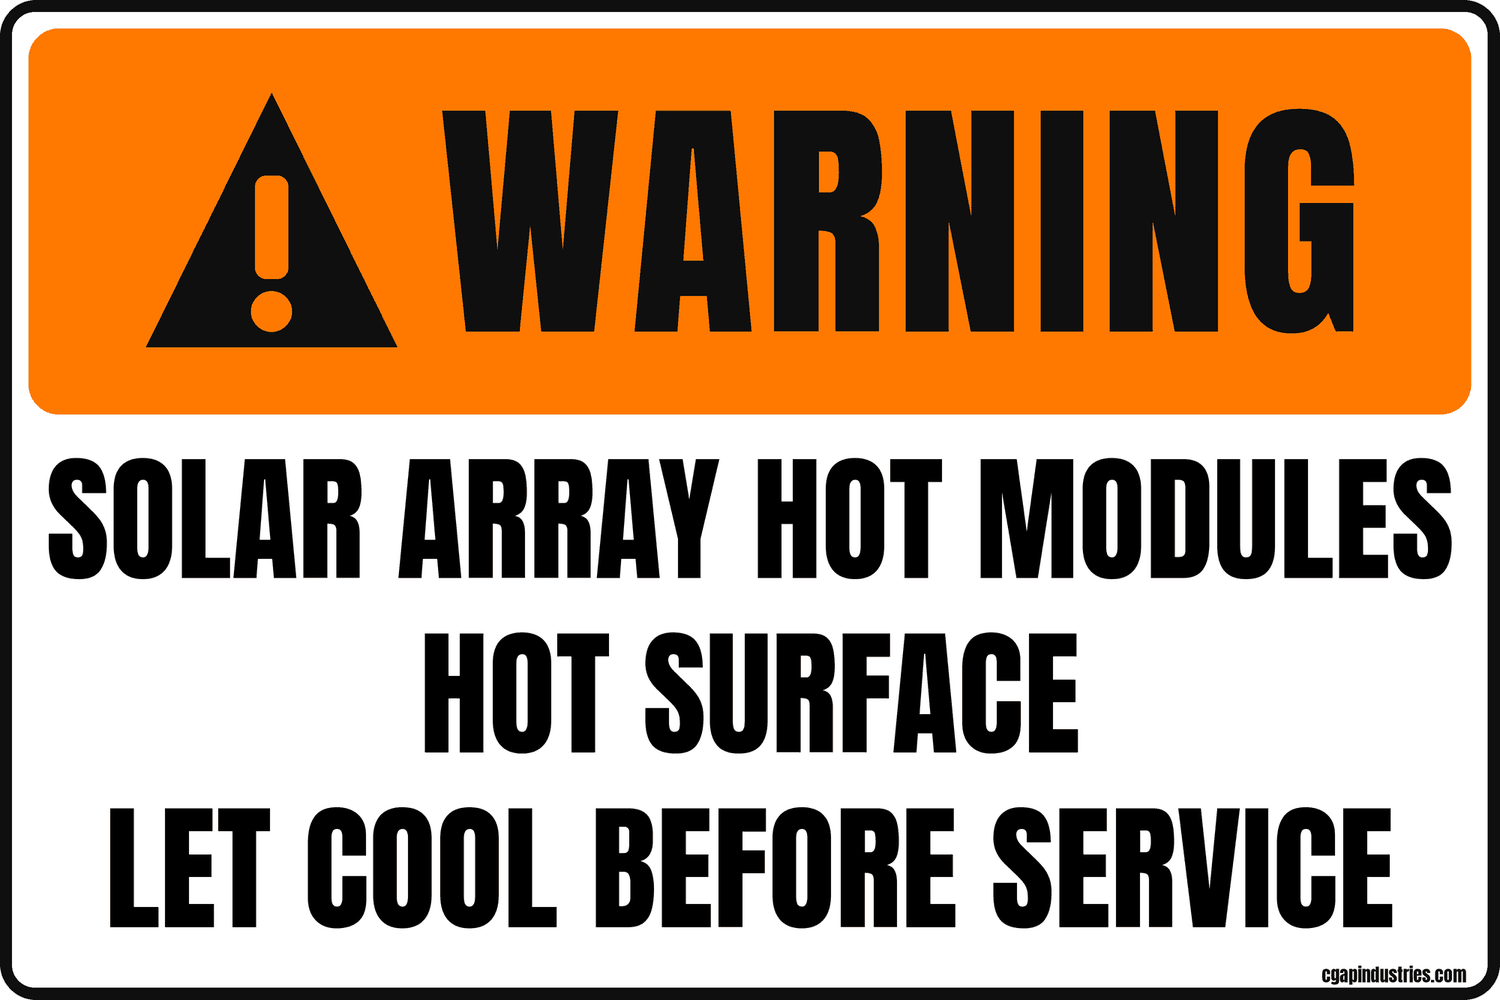 WARNING
SOLAR ARRAY HOT MODULES
HOT SURFACE
LET COOL BEFORE SERVICE
cgapindustries.com